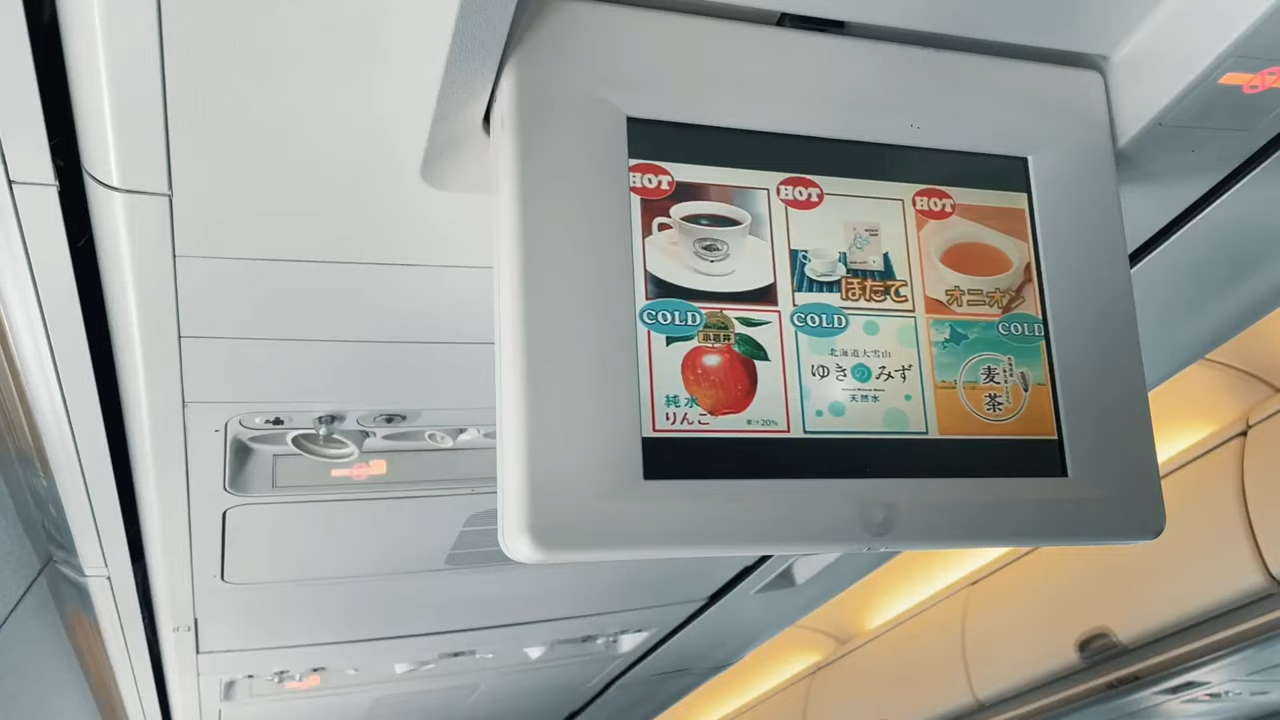 HOT
HOT
HOT
ほたて
オニオン
COLD
小岩井
純水
りんご
果汁20%
COLD
北海道大雪山
ゆきのみず
天然水
COLD
麦茶